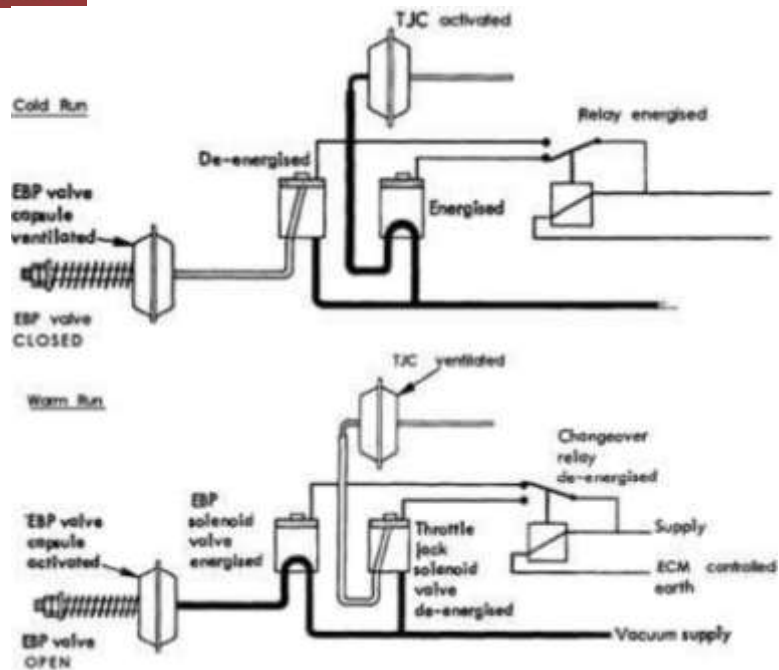 TJC activated
Cold Run
Relay energised
De-energised
EBP valve
capsule
ventilated
Energised
EBP valve
CLOSED
TJC ventilated
Warm Run
Changeover
relay
de-energised
EBP
solenoid
valve
energised
EBP valve
capsule
activated
Throttle
jack
solenoid
valve
de-energised
Supply
ECM controlled
earth
EBP valve
OPEN
Vacuum supply